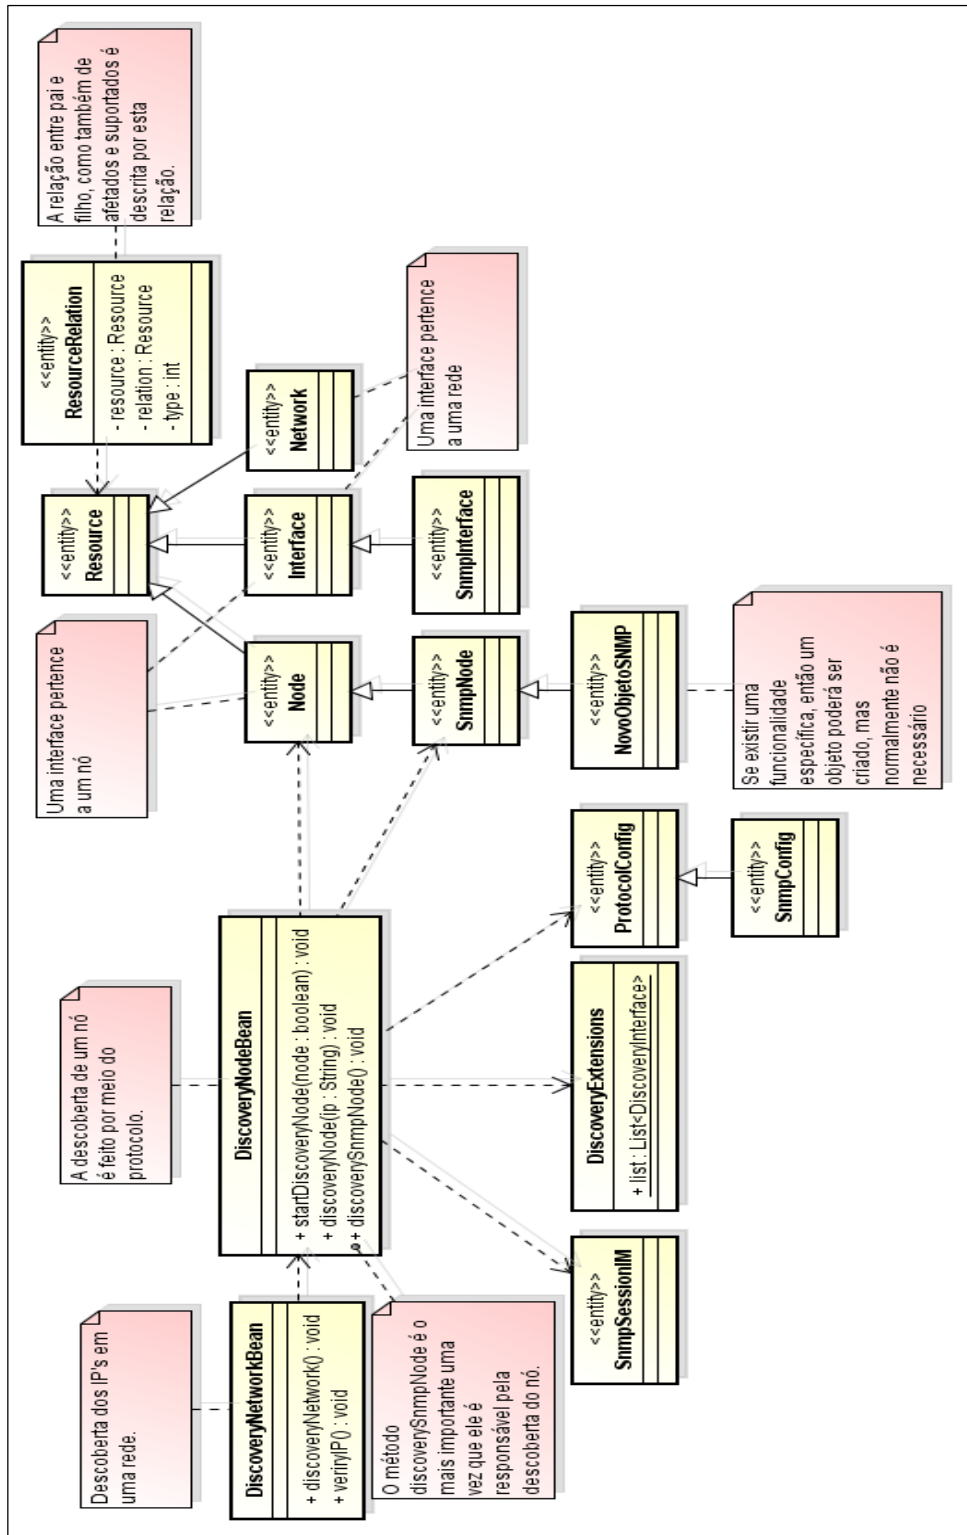 Descoberta dos IP's em
uma rede.
DiscoveryNetworkBean
+ discoveryNetwork() : void
+ veriryIP() : void
O método
discoverySnmpNode é o
mais importante uma
vez que ele é
responsável pela
descoberta do nó.
A descoberta de um nó
é feito por meio do
protocolo.
DiscoveryNodeBean
+ startDiscoveryNode(node : boolean) : void
+ discoveryNode(ip : String) : void
+ discoverySnmpNode() : void
<<entity>>
SnmpSessionIM
DiscoveryExtensions
+ list : List<DiscoveryInterface>
<<entity>>
ProtocolConfig
<<entity>>
SnmpConfig
Uma interface pertence
a um nó
<<entity>>
Node
<<entity>>
SnmpNode
<<entity>>
NovoObjetoSNMP
Se existir uma
funcionalidade
específica, então um
objeto poderá ser
criado, mas
normalmente não é
necessário
<<entity>>
Resource
<<entity>>
Interface
<<entity>>
SnmpInterface
<<entity>>
Network
Uma interface pertence
a uma rede
<<entity>>
ResourceRelation
- resource : Resource
- relation : Resource
- type : int
A relação entre pai e
filho, como também de
afetados e suportados é
descrita por esta
relação.